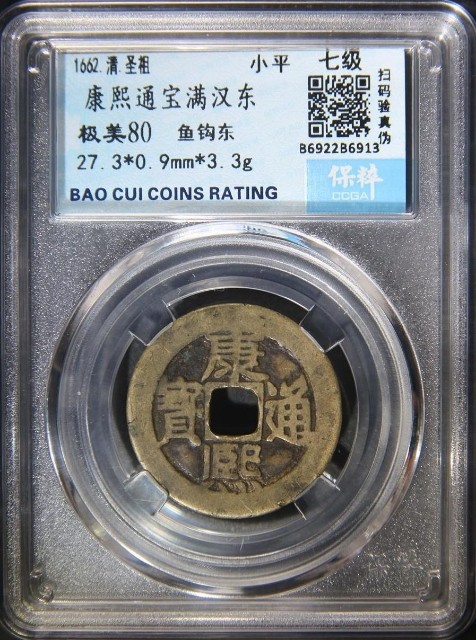 1662.清.圣祖 小平 七级
康熙通宝满汉东
极美80 鱼钩东
27.3*0.9mm*3.3g
BAO CUI COINS RATING
扫码验真伪
B6922B6913
保粹
CCGA
康熙通寳